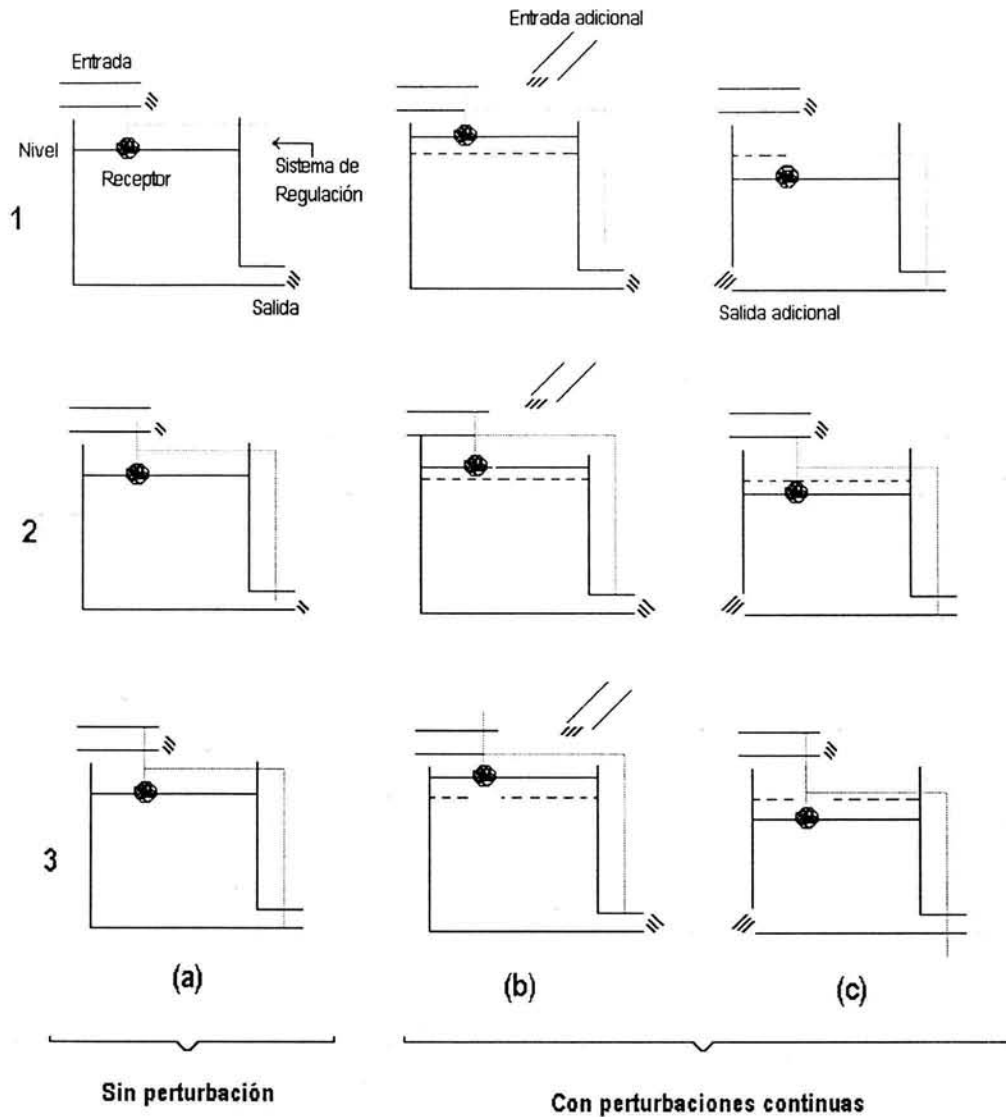 Entrada adicional
Entrada
Nivel
Receptor
Sistema de
Regulación
1
Salida
Salida adicional
2
3
(a)
(b)
(c)
Sin perturbación
Con perturbaciones continuas